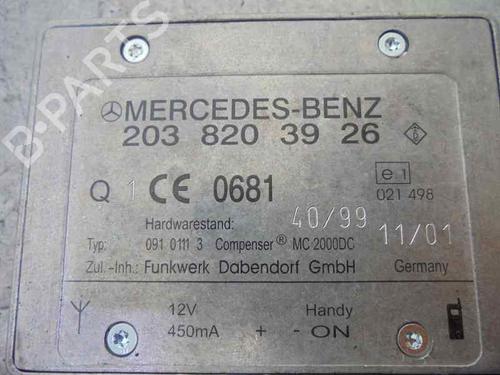 B-PARTS
MERCEDES-BENZ
203 820 39 26
Q 1 CE 0681
e1
021 498
Hardwarestand: 40/99
11/01
Typ: 091 0111 3 Compenser® MC 2000DC
Zul.-Inh.: Funkwerk Dabendorf GmbH Germany
12V Handy
450mA + - ON